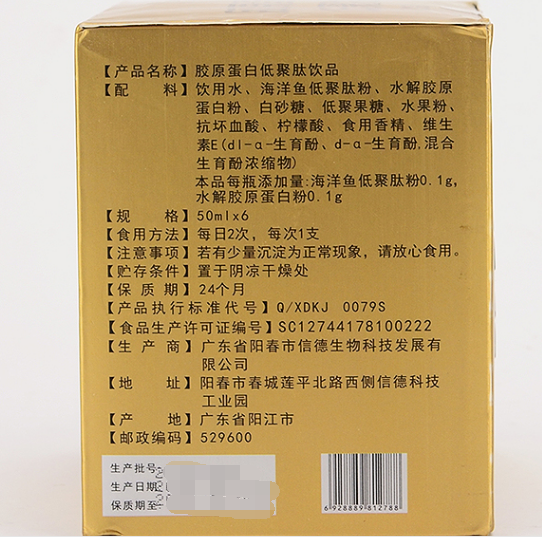 【产品名称】胶原蛋白低聚肽饮品
【配 料】饮用水、海洋鱼低聚肽粉、水解胶原
蛋白粉、白砂糖、低聚果糖、水果粉、
抗坏血酸、柠檬酸、食用香精、维生
素E(dl-α-生育酚、d-α-生育酚,混合
生育酚浓缩物)
本品每瓶添加量:海洋鱼低聚肽粉0.1g,
水解胶原蛋白粉0.1g
【规 格】50mlx6
【食用方法】每日2次，每次1支
【注意事项】若有少量沉淀为正常现象，请放心食用。
【贮存条件】置于阴凉干燥处
【保 质 期】24个月
【产品执行标准代号】Q/XDKJ 0079S
【食品生产许可证编号】SC12744178100222
【生 产 商】广东省阳春市信德生物科技发展有
限公司
【地 址】阳春市春城莲平北路西侧信德科技
工业园
【产 地】广东省阳江市
【邮政编码】529600
生产批号
生产日期
保质期至
6928889812788